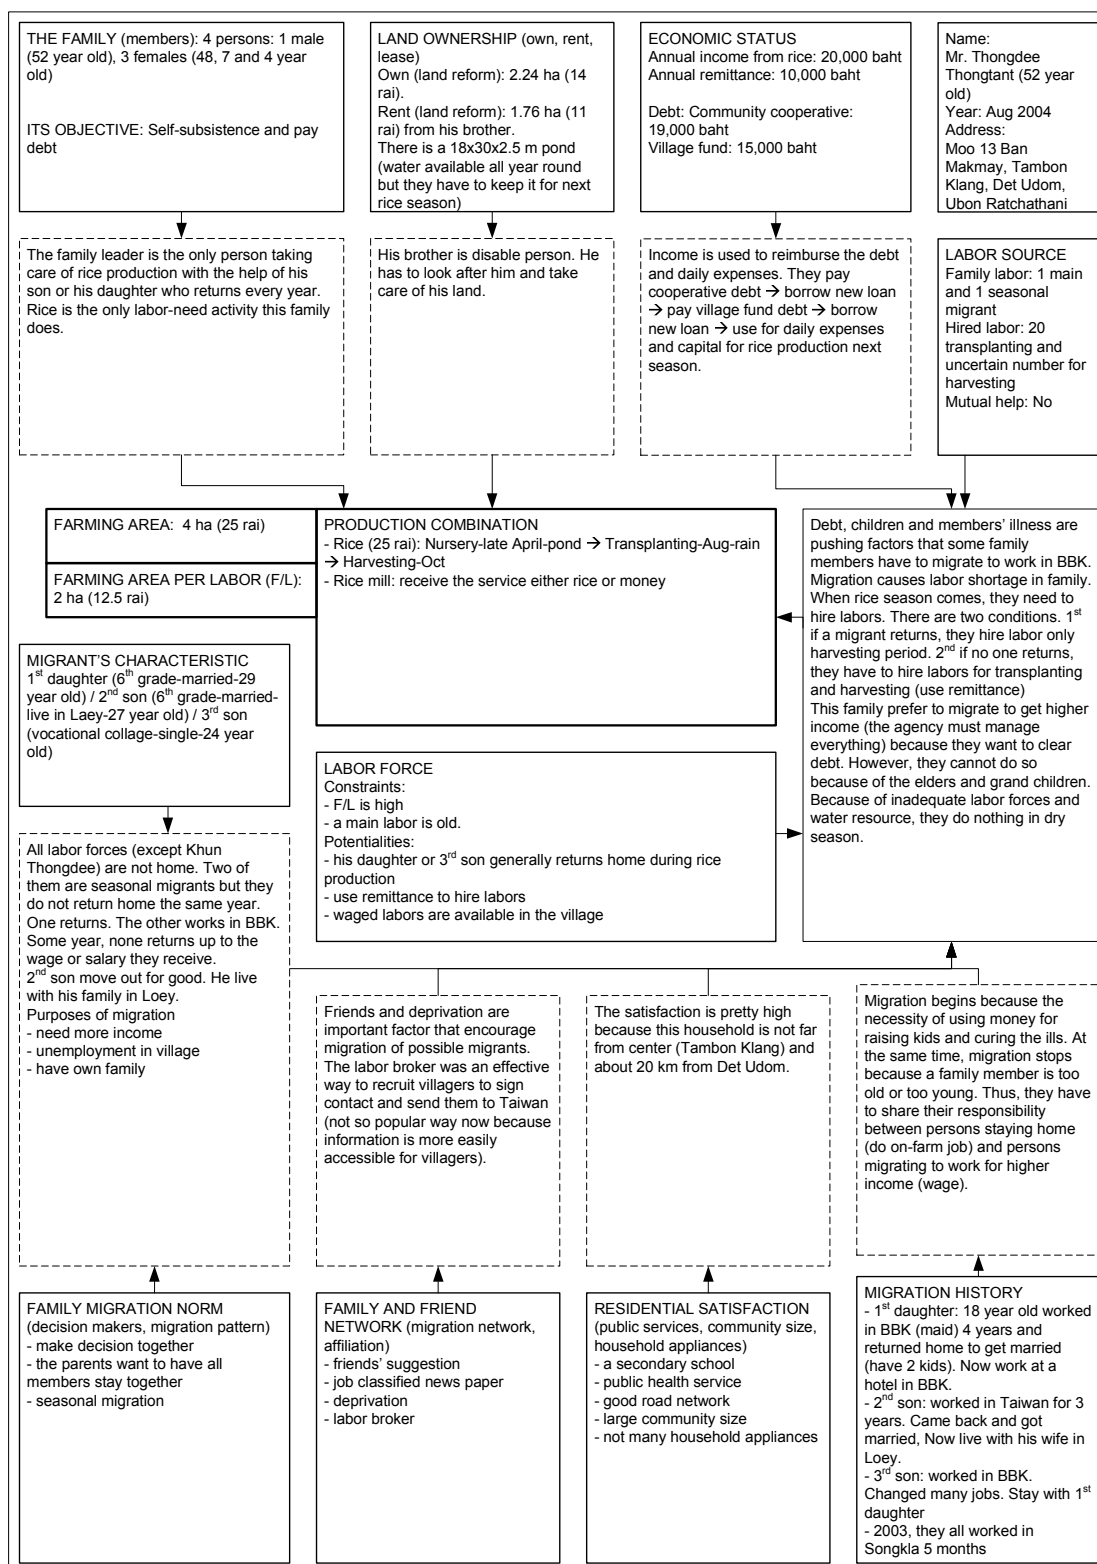 THE FAMILY (members): 4 persons: 1 male
(52 year old), 3 females (48, 7 and 4 year
old)
ITS OBJECTIVE: Self-subsistence and pay
debt
LAND OWNERSHIP (own, rent,
lease)
Own (land reform): 2.24 ha (14
rai).
Rent (land reform): 1.76 ha (11
rai) from his brother.
There is a 18x30x2.5 m pond
(water available all year round
but they have to keep it for next
rice season)
ECONOMIC STATUS
Annual income from rice: 20,000 baht
Annual remittance: 10,000 baht
Debt: Community cooperative:
19,000 baht
Village fund: 15,000 baht
Name:
Mr. Thongdee
Thongtant (52 year
old)
Year: Aug 2004
Address:
Moo 13 Ban
Makmay, Tambon
Klang, Det Udom,
Ubon Ratchathani
The family leader is the only person taking
care of rice production with the help of his
son or his daughter who returns every year.
Rice is the only labor-need activity this family
does.
His brother is disable person. He
has to look after him and take
care of his land.
Income is used to reimburse the debt
and daily expenses. They pay
cooperative debt → borrow new loan
→ pay village fund debt → borrow
new loan → use for daily expenses
and capital for rice production next
season.
LABOR SOURCE
Family labor: 1 main
and 1 seasonal
migrant
Hired labor: 20
transplanting and
uncertain number for
harvesting
Mutual help: No
FARMING AREA: 4 ha (25 rai)
FARMING AREA PER LABOR (F/L):
2 ha (12.5 rai)
PRODUCTION COMBINATION
- Rice (25 rai): Nursery-late April-pond → Transplanting-Aug-rain
→ Harvesting-Oct
- Rice mill: receive the service either rice or money
Debt, children and members' illness are
pushing factors that some family
members have to migrate to work in BBK.
Migration causes labor shortage in family.
When rice season comes, they need to
hire labors. There are two conditions. 1st
if a migrant returns, they hire labor only
harvesting period. 2nd if no one returns,
they have to hire labors for transplanting
and harvesting (use remittance)
This family prefer to migrate to get higher
income (the agency must manage
everything) because they want to clear
debt. However, they cannot do so
because of the elders and grand children.
Because of inadequate labor forces and
water resource, they do nothing in dry
season.
MIGRANT'S CHARACTERISTIC
1st daughter (6th grade-married-29
year old) / 2nd son (6th grade-married-
live in Laey-27 year old) / 3rd son
(vocational collage-single-24 year
old)
LABOR FORCE
Constraints:
- F/L is high
- a main labor is old.
Potentialities:
- his daughter or 3rd son generally returns home during rice
production
- use remittance to hire labors
- waged labors are available in the village
All labor forces (except Khun
Thongdee) are not home. Two of
them are seasonal migrants but they
do not return home the same year.
One returns. The other works in BBK.
Some year, none returns up to the
wage or salary they receive.
2nd son move out for good. He live
with his family in Loey.
Purposes of migration
- need more income
- unemployment in village
- have own family
Friends and deprivation are
important factor that encourage
migration of possible migrants.
The labor broker was an effective
way to recruit villagers to sign
contact and send them to Taiwan
(not so popular way now because
information is more easily
accessible for villagers).
The satisfaction is pretty high
because this household is not far
from center (Tambon Klang) and
about 20 km from Det Udom.
Migration begins because the
necessity of using money for
raising kids and curing the ills. At
the same time, migration stops
because a family member is too
old or too young. Thus, they have
to share their responsibility
between persons staying home
(do on-farm job) and persons
migrating to work for higher
income (wage).
FAMILY MIGRATION NORM
(decision makers, migration pattern)
- make decision together
- the parents want to have all
members stay together
- seasonal migration
FAMILY AND FRIEND
NETWORK (migration network,
affiliation)
- friends' suggestion
- job classified news paper
- deprivation
- labor broker
RESIDENTIAL SATISFACTION
(public services, community size,
household appliances)
- a secondary school
- public health service
- good road network
- large community size
- not many household appliances
MIGRATION HISTORY
- 1st daughter: 18 year old worked
in BBK (maid) 4 years and
returned home to get married
(have 2 kids). Now work at a
hotel in BBK.
- 2nd son: worked in Taiwan for 3
years. Came back and got
married, Now live with his wife in
Loey.
- 3rd son: worked in BBK.
Changed many jobs. Stay with 1st
daughter
- 2003, they all worked in
Songkla 5 months